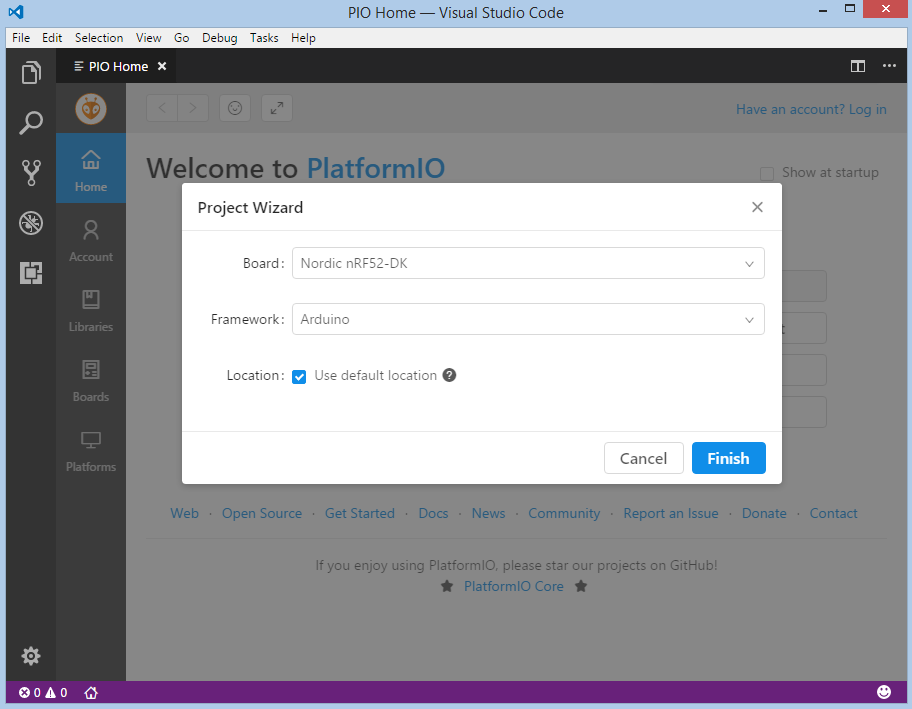 PIO Home — Visual Studio Code
File Edit Selection View Go Debug Tasks Help
PIO Home
Have an account? Log in
Home
Account
Libraries
Boards
Platforms
Welcome to PlatformIO
Show at startup
Project Wizard
Board: Nordic nRF52-DK
Framework: Arduino
Location: Use default location ?
Cancel Finish
Web · Open Source · Get Started · Docs · News · Community · Report an Issue · Donate · Contact
If you enjoy using PlatformIO, please star our projects on GitHub!
PlatformIO Core
0 0